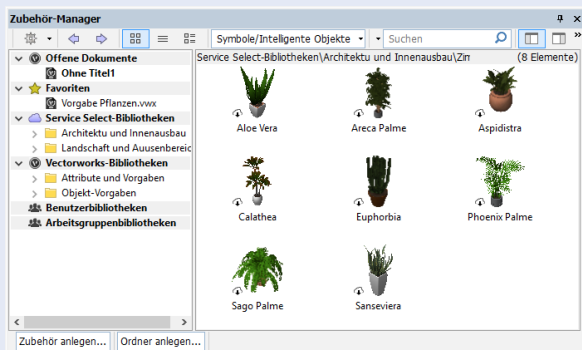 Zubehör-Manager
Symbole/Intelligente Objekte
Suchen
Offene Dokumente
Ohne Titel1
Favoriten
Vorgabe Pflanzen.vwx
Service Select-Bibliotheken
Architektu und Innenausbau
Landschaft und Auusenbereic
Vectorworks-Bibliotheken
Attribute und Vorgaben
Objekt-Vorgaben
Benutzerbibliotheken
Arbeitsgruppenbibliotheken
Service Select-Bibliotheken\Architektu und Innenausbau\Zir (8 Elemente)
Aloe Vera Areca Palme Aspidistra
Calathea Euphorbia Phoenix Palme
Sago Palme Sanseviera
Zubehör anlegen... Ordner anlegen...